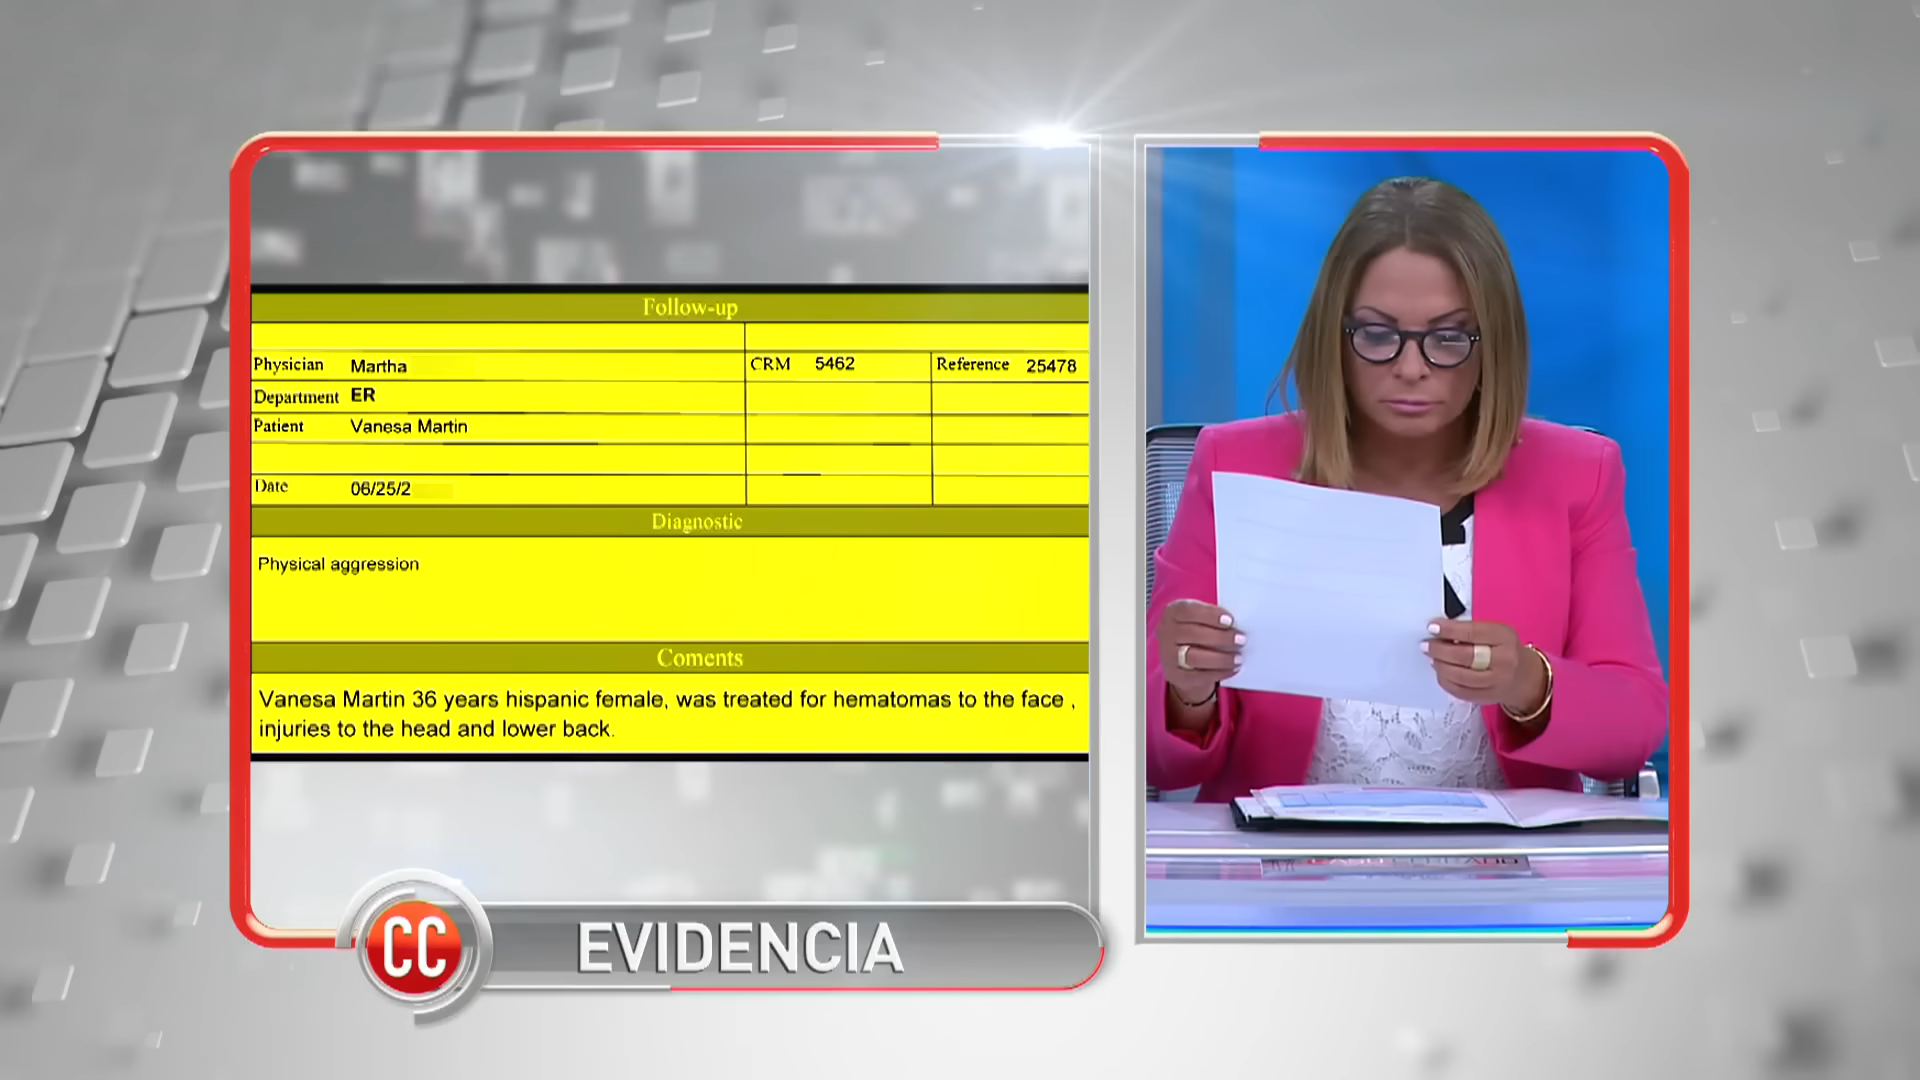 Follow-up
Physician Martha CRM 5462 Reference 25478
Department ER
Patient Vanesa Martin
Date 06/25/2
Diagnostic
Physical aggression
Coments
Vanesa Martin 36 years hispanic female, was treated for hematomas to the face ,
injuries to the head and lower back.
CC EVIDENCIA